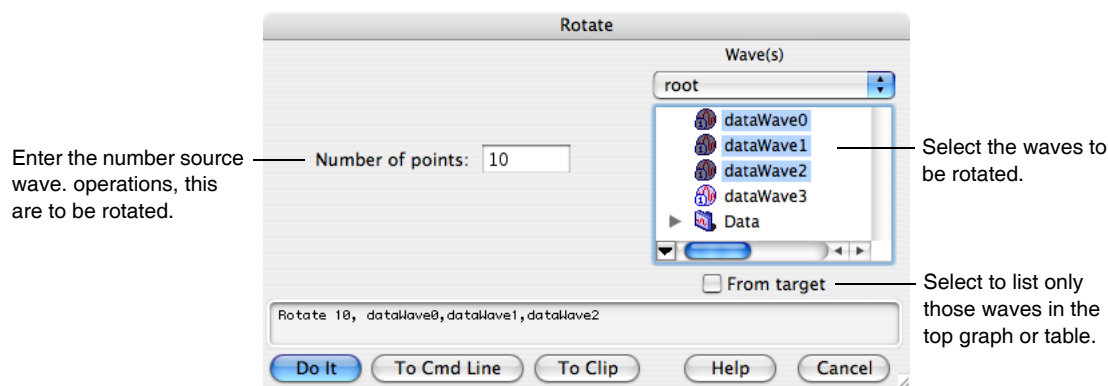 Rotate
Wave(s)
root
dataWave0
dataWave1
dataWave2
dataWave3
Data
Enter the number source
wave. operations, this
are to be rotated.
Number of points: 10
Select the waves to
be rotated.
From target
Select to list only
those waves in the
top graph or table.
Rotate 10, dataWave0,dataWave1,dataWave2
Do It To Cmd Line To Clip Help Cancel